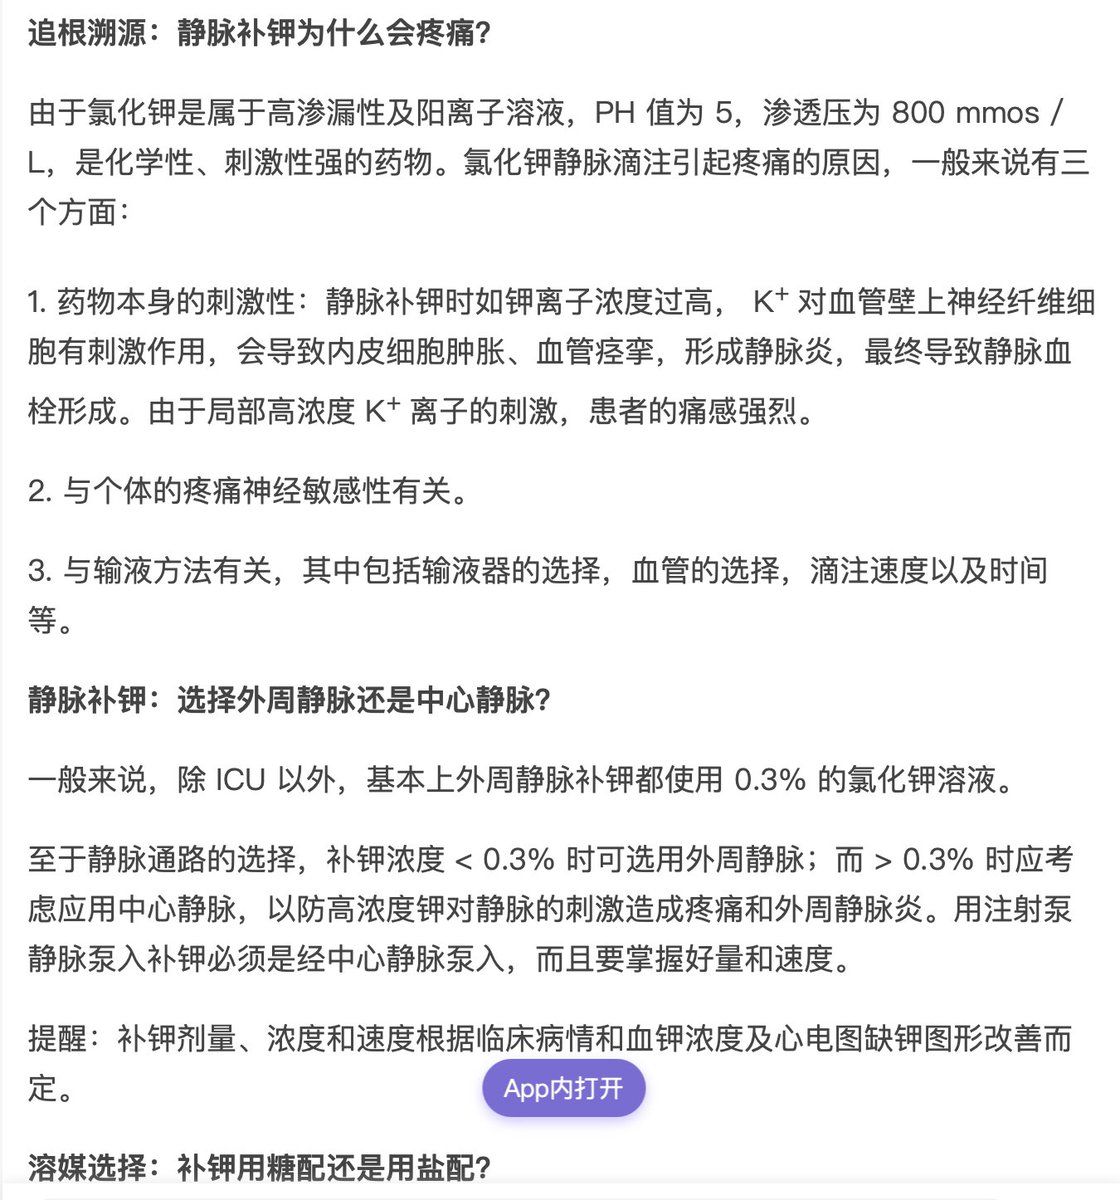 追根溯源：静脉补钾为什么会疼痛？
由于氯化钾是属于高渗漏性及阳离子溶液，PH 值为 5，渗透压为 800 mmos /
L，是化学性、刺激性强的药物。氯化钾静脉滴注引起疼痛的原因，一般来说有三
个方面：
1. 药物本身的刺激性：静脉补钾时如钾离子浓度过高， K⁺ 对血管壁上神经纤维细
胞有刺激作用，会导致内皮细胞肿胀、血管痉挛，形成静脉炎，最终导致静脉血
栓形成。由于局部高浓度 K⁺ 离子的刺激，患者的痛感强烈。
2. 与个体的疼痛神经敏感性有关。
3. 与输液方法有关，其中包括输液器的选择，血管的选择，滴注速度以及时间
等。
静脉补钾：选择外周静脉还是中心静脉？
一般来说，除 ICU 以外，基本上外周静脉补钾都使用 0.3% 的氯化钾溶液。
至于静脉通路的选择，补钾浓度 < 0.3% 时可选用外周静脉；而 > 0.3% 时应考
虑应用中心静脉，以防高浓度钾对静脉的刺激造成疼痛和外周静脉炎。用注射泵
静脉泵入补钾必须是经中心静脉泵入，而且要掌握好量和速度。
提醒：补钾剂量、浓度和速度根据临床病情和血钾浓度及心电图缺钾图形改善而
定。
App内打开
溶媒选择：补钾用糖配还是用盐配？